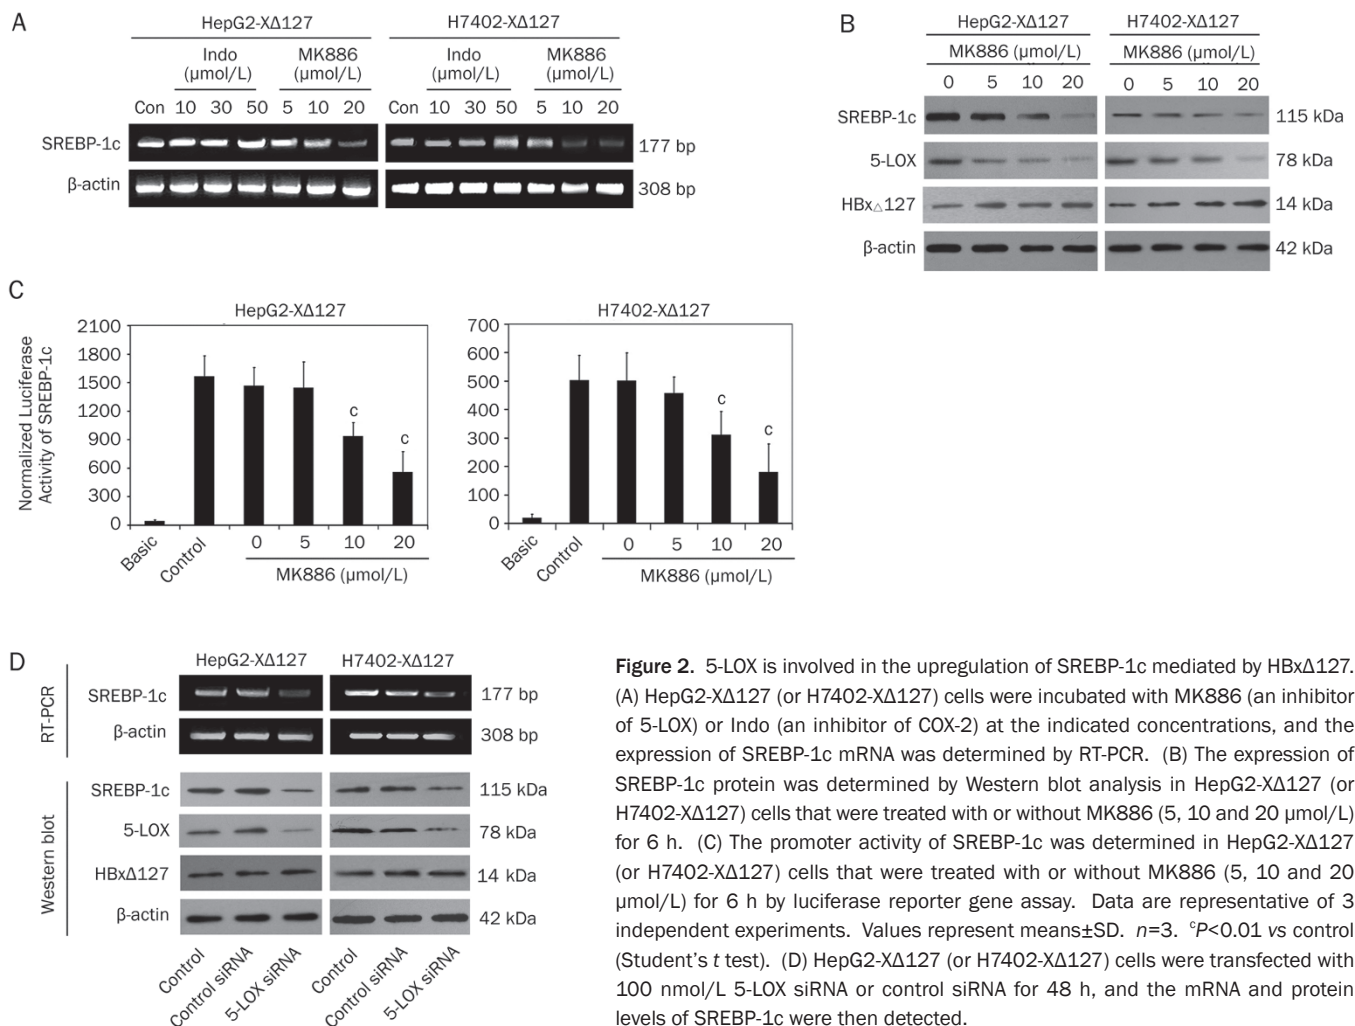 A
HepG2-XΔ127 H7402-XΔ127
Indo (μmol/L) MK886 (μmol/L) Indo (μmol/L) MK886 (μmol/L)
Con 10 30 50 5 10 20 Con 10 30 50 5 10 20
SREBP-1c 177 bp
β-actin 308 bp
B
HepG2-XΔ127 H7402-XΔ127
MK886 (μmol/L) MK886 (μmol/L)
0 5 10 20 0 5 10 20
SREBP-1c 115 kDa
5-LOX 78 kDa
HBx△127 14 kDa
β-actin 42 kDa
C
Normalized Luciferase
Activity of SREBP-1c
HepG2-XΔ127
2100
1800
1500
1200
900
600
300
0
c
c
Basic Control 0 5 10 20
MK886 (μmol/L)
H7402-XΔ127
700
600
500
400
300
200
100
0
c
c
Basic Control 0 5 10 20
MK886 (μmol/L)
D
HepG2-XΔ127 H7402-XΔ127
RT-PCR
SREBP-1c 177 bp
β-actin 308 bp
Western blot
SREBP-1c 115 kDa
5-LOX 78 kDa
HBxΔ127 14 kDa
β-actin 42 kDa
Control Control siRNA 5-LOX siRNA Control Control siRNA 5-LOX siRNA
Figure 2. 5-LOX is involved in the upregulation of SREBP-1c mediated by HBxΔ127.
(A) HepG2-XΔ127 (or H7402-XΔ127) cells were incubated with MK886 (an inhibitor
of 5-LOX) or Indo (an inhibitor of COX-2) at the indicated concentrations, and the
expression of SREBP-1c mRNA was determined by RT-PCR. (B) The expression of
SREBP-1c protein was determined by Western blot analysis in HepG2-XΔ127 (or
H7402-XΔ127) cells that were treated with or without MK886 (5, 10 and 20 μmol/L)
for 6 h. (C) The promoter activity of SREBP-1c was determined in HepG2-XΔ127
(or H7402-XΔ127) cells that were treated with or without MK886 (5, 10 and 20
μmol/L) for 6 h by luciferase reporter gene assay. Data are representative of 3
independent experiments. Values represent means±SD. n=3. ᶜP<0.01 vs control
(Student's t test). (D) HepG2-XΔ127 (or H7402-XΔ127) cells were transfected with
100 nmol/L 5-LOX siRNA or control siRNA for 48 h, and the mRNA and protein
levels of SREBP-1c were then detected.